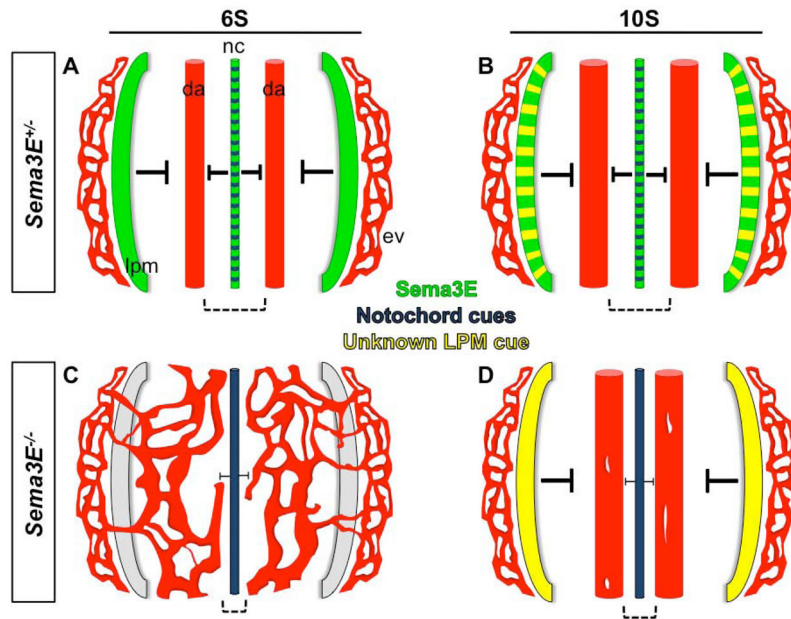 6S
10S
Sema3E+/-
A
nc
da
da
lpm
ev
B
Sema3E
Notochord cues
Unknown LPM cue
Sema3E-/-
C
D